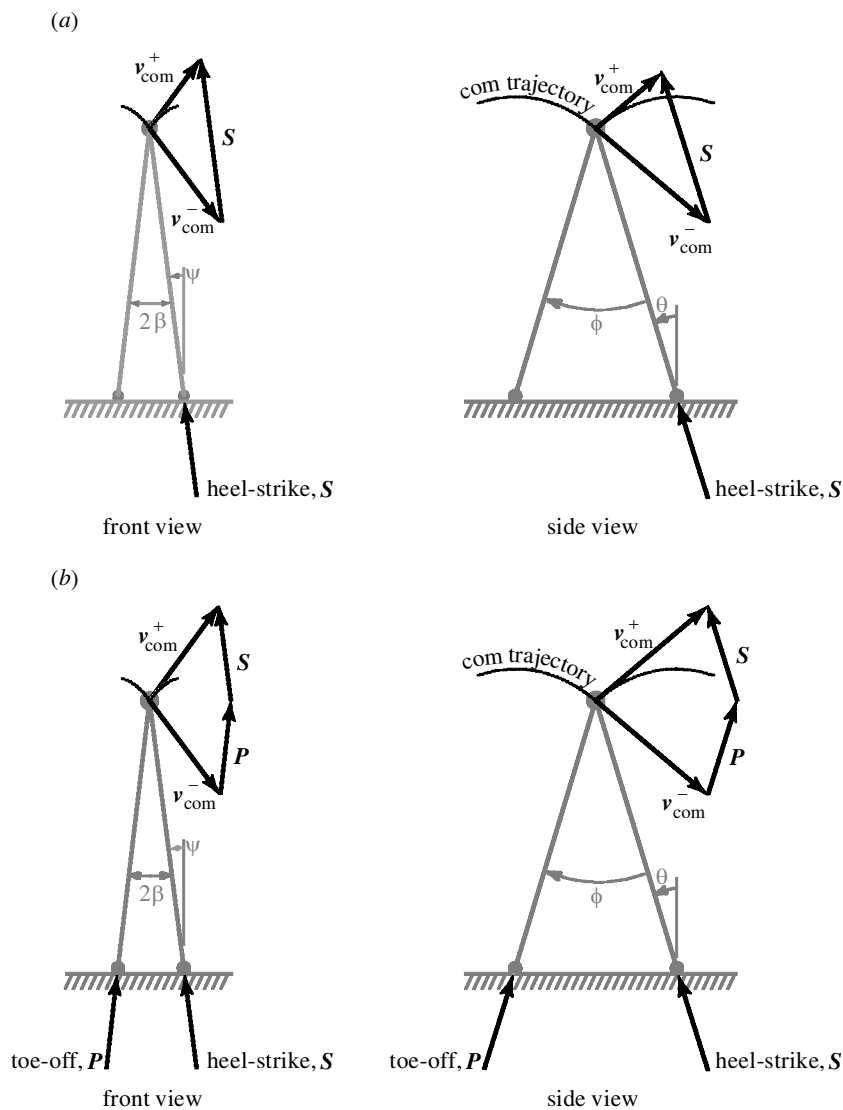 (a)
v+com
com trajectory
v+com
S
S
v−com
v−com
ψ
θ
2β
ϕ
heel-strike, S
heel-strike, S
front view
side view
(b)
v+com
v+com
S
com trajectory
S
P
P
v−com
v−com
ψ
θ
2β
ϕ
toe-off, P
heel-strike, S
toe-off, P
heel-strike, S
front view
side view